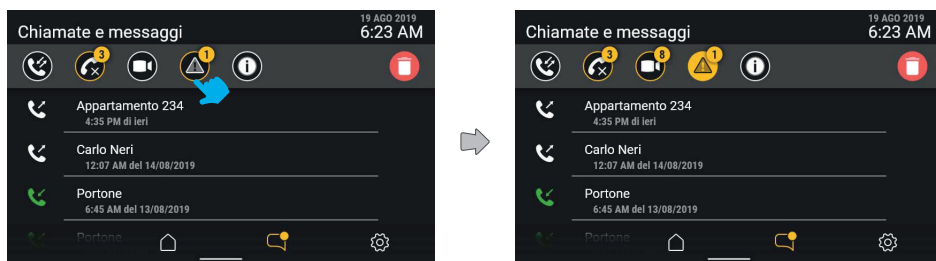 19 AGO 2019
Chiamate e messaggi 6:23 AM
3 1
Appartamento 234
4:35 PM di ieri
Carlo Neri
12:07 AM del 14/08/2019
Portone
6:45 AM del 13/08/2019
Portone
19 AGO 2019
Chiamate e messaggi 6:23 AM
3 8 1
Appartamento 234
4:35 PM di ieri
Carlo Neri
12:07 AM del 14/08/2019
Portone
6:45 AM del 13/08/2019
Portone